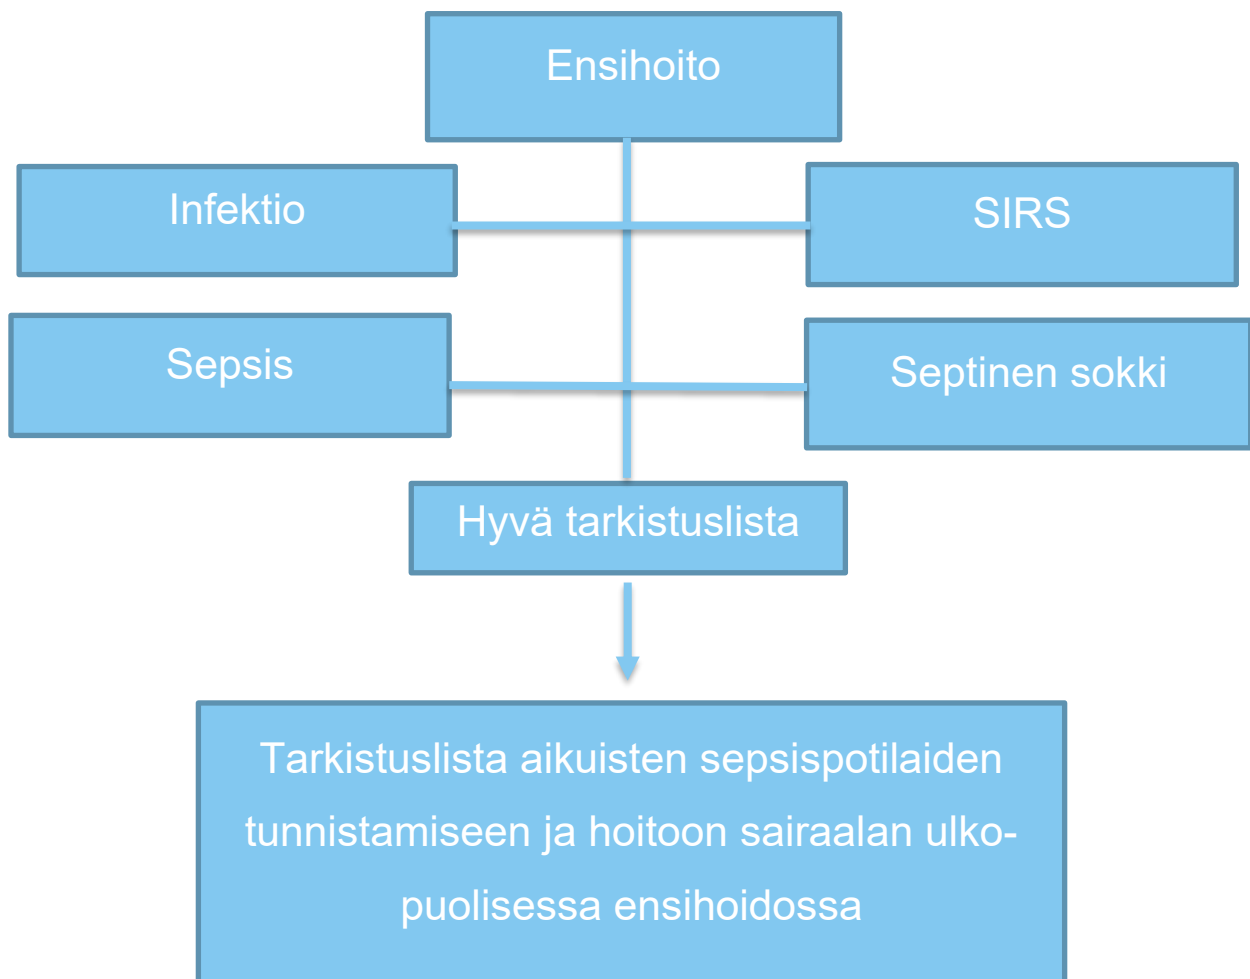 Ensihoito
Infektio
SIRS
Sepsis
Septinen sokki
Hyvä tarkistuslista
Tarkistuslista aikuisten sepsispotilaiden
tunnistamiseen ja hoitoon sairaalan ulko-
puolisessa ensihoidossa